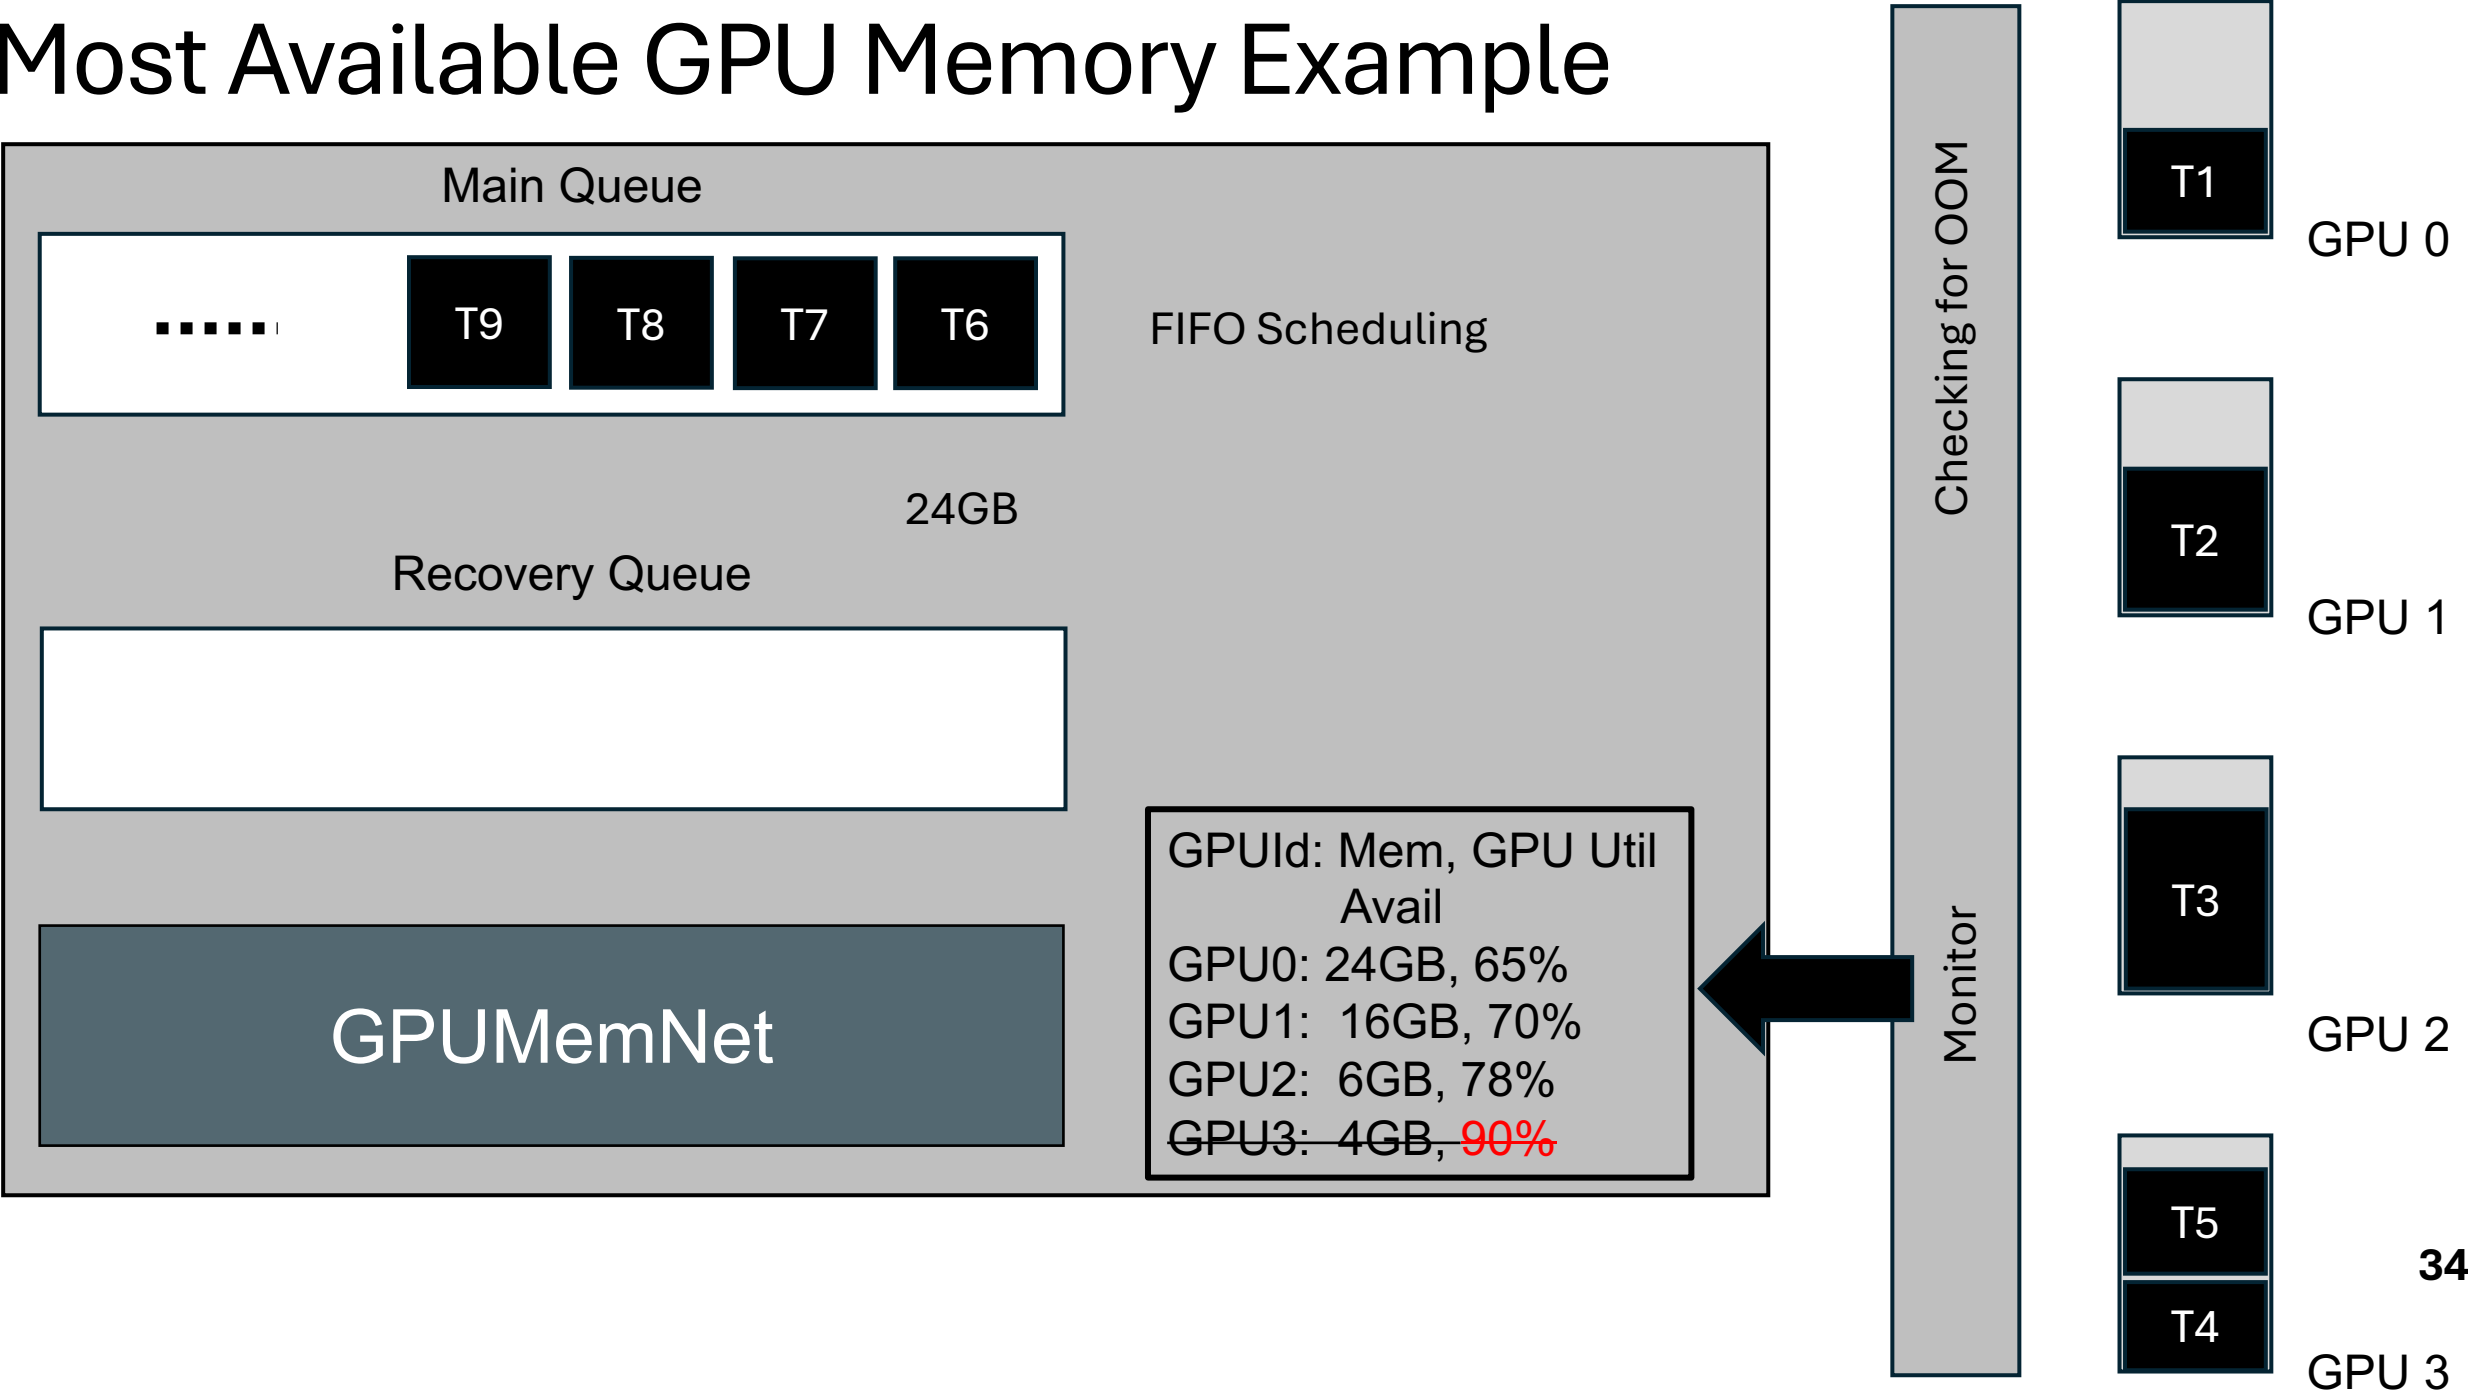 Most Available GPU Memory Example
Main Queue
T9 T8 T7 T6
FIFO Scheduling
24GB
Recovery Queue
GPUMemNet
GPUId: Mem, GPU Util
Avail
GPU0: 24GB, 65%
GPU1: 16GB, 70%
GPU2: 6GB, 78%
GPU3: 4GB, 90%
Checking for OOM
Monitor
T1
GPU 0
T2
GPU 1
T3
GPU 2
T5
T4
GPU 3
34